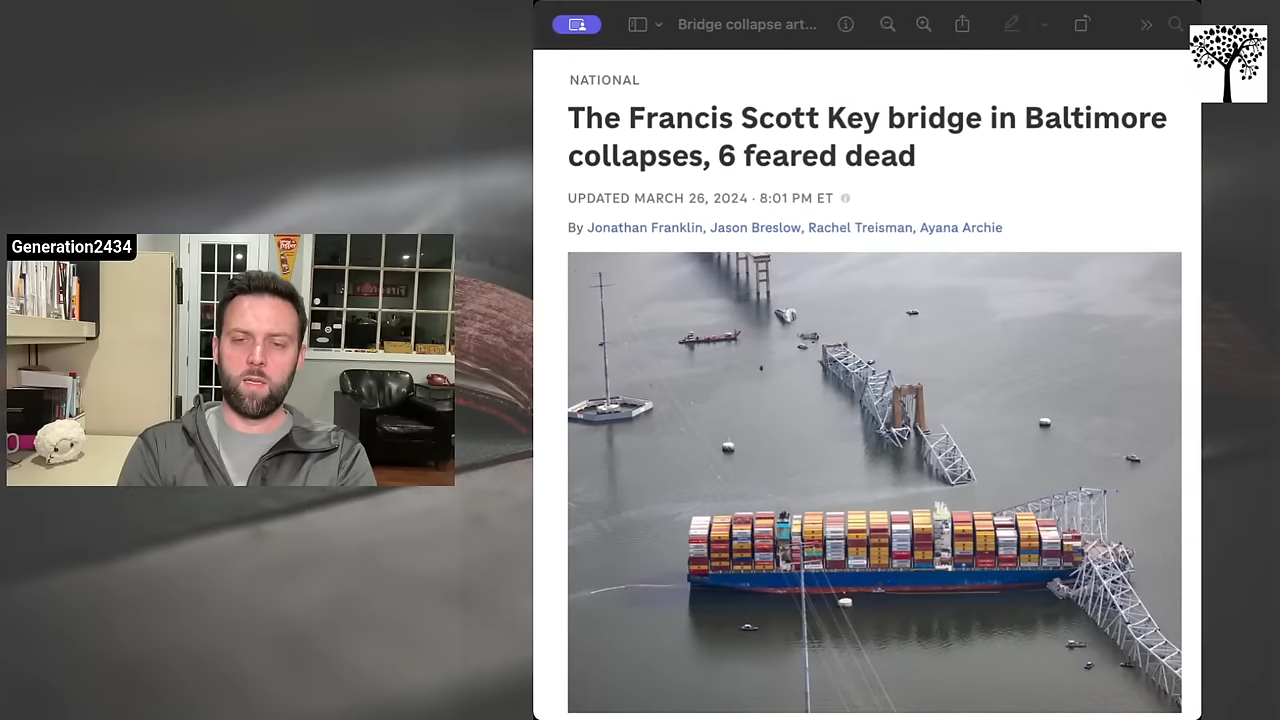 Bridge collapse art...
Generation2434
NATIONAL
The Francis Scott Key bridge in Baltimore
collapses, 6 feared dead
UPDATED MARCH 26, 2024 · 8:01 PM ET
By Jonathan Franklin, Jason Breslow, Rachel Treisman, Ayana Archie